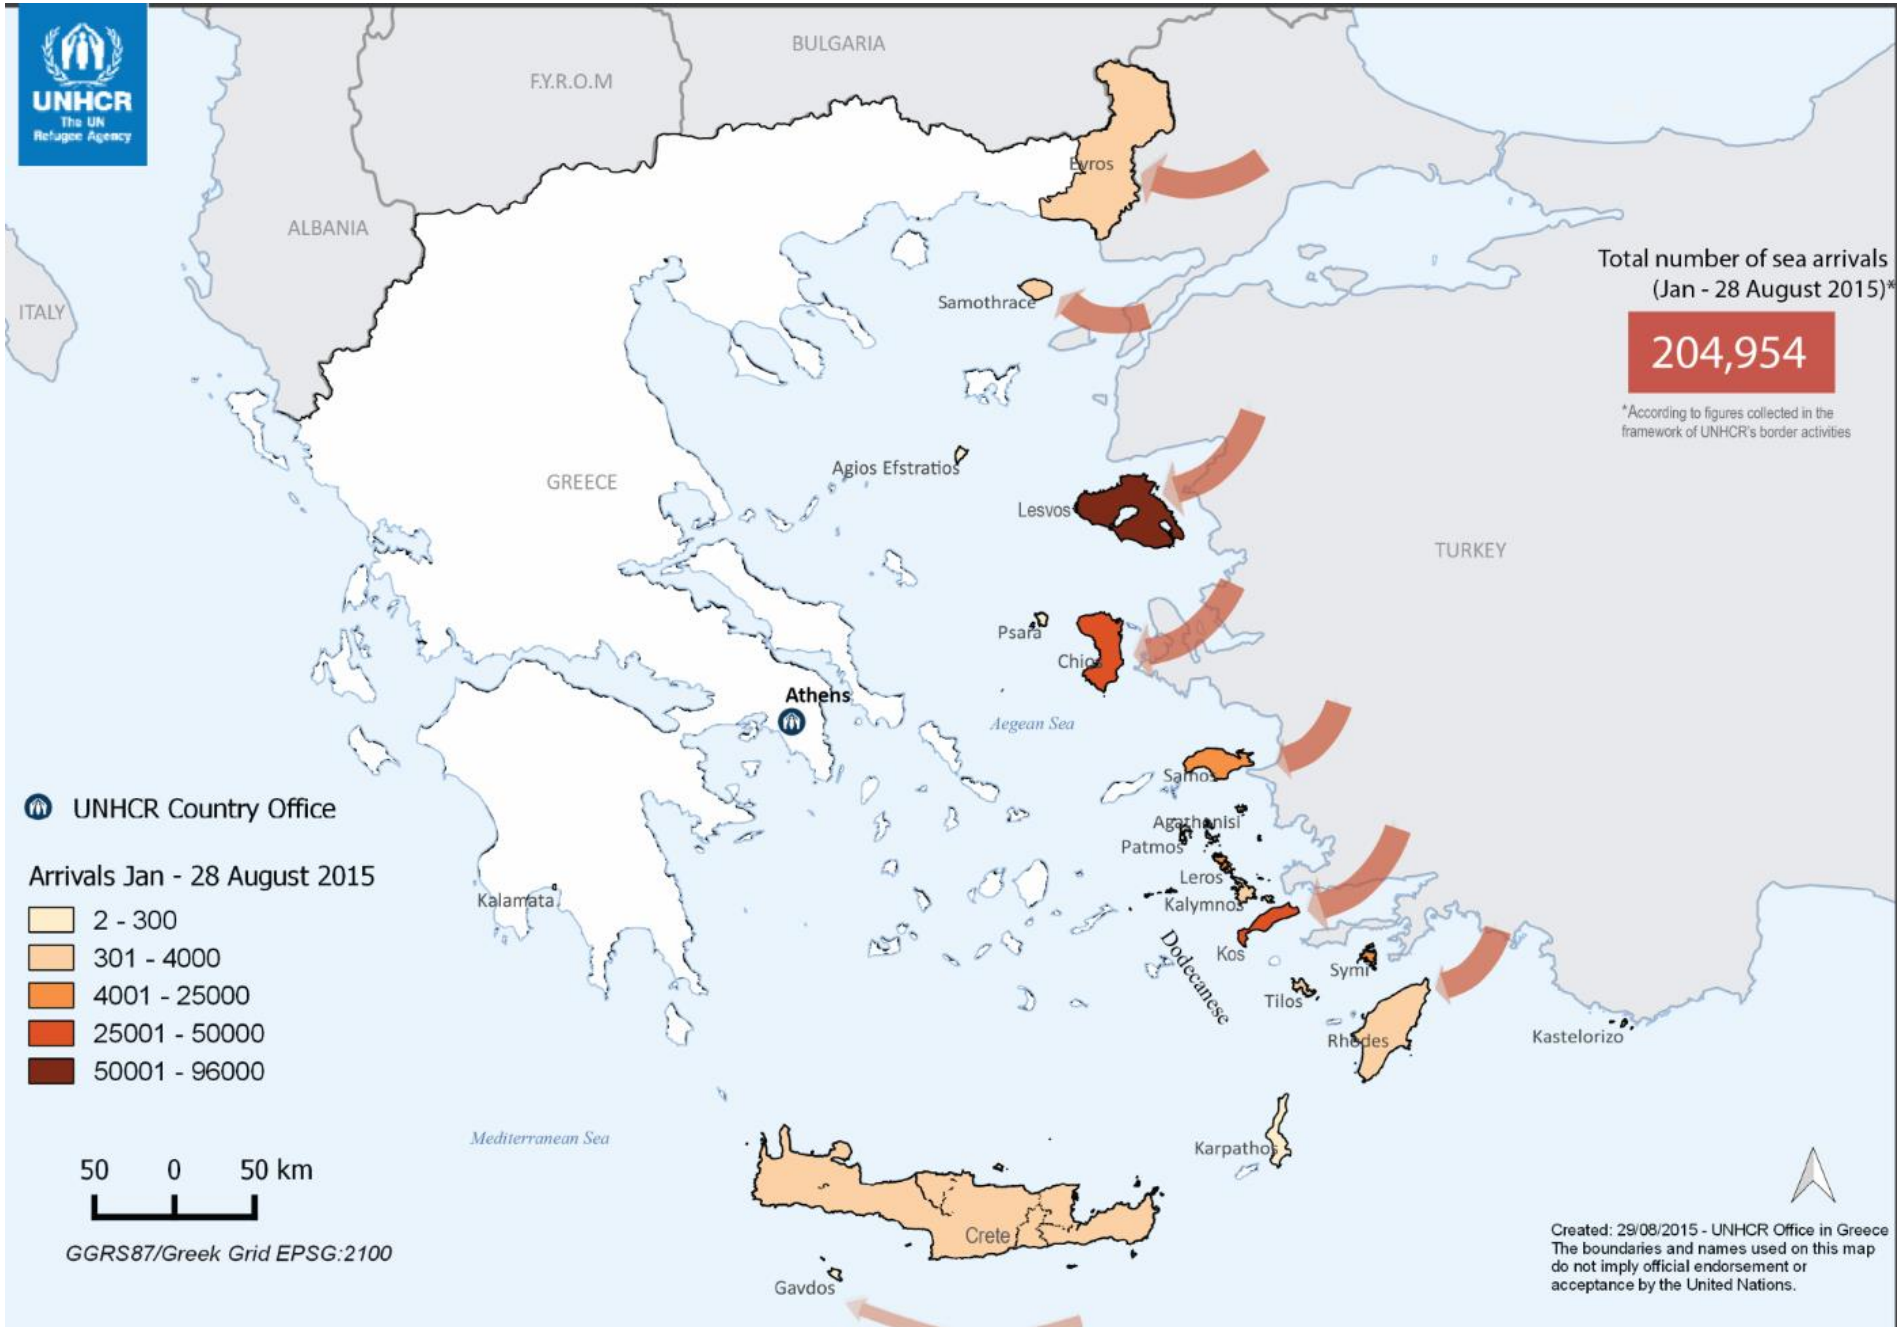 UNHCR
The UN
Refugee Agency
BULGARIA
F.Y.R.O.M
Evros
ALBANIA
ITALY
Samothrace
Total number of sea arrivals
(Jan - 28 August 2015)*
204,954
*According to figures collected in the
framework of UNHCR's border activities
Agios Efstratios
GREECE
Lesvos
TURKEY
Psara
Chios
Athens
Aegean Sea
Samos
Agathonisi
Patmos
Leros
Kalymnos
Kalamata
Kos
Dodecanese
Symi
Tilos
Rhodes
Kastelorizo
UNHCR Country Office
Arrivals Jan - 28 August 2015
2 - 300
301 - 4000
4001 - 25000
25001 - 50000
50001 - 96000
Mediterranean Sea
Karpathos
50 0 50 km
GGRS87/Greek Grid EPSG:2100
Crete
Gavdos
Created: 29/08/2015 - UNHCR Office in Greece
The boundaries and names used on this map
do not imply official endorsement or
acceptance by the United Nations.